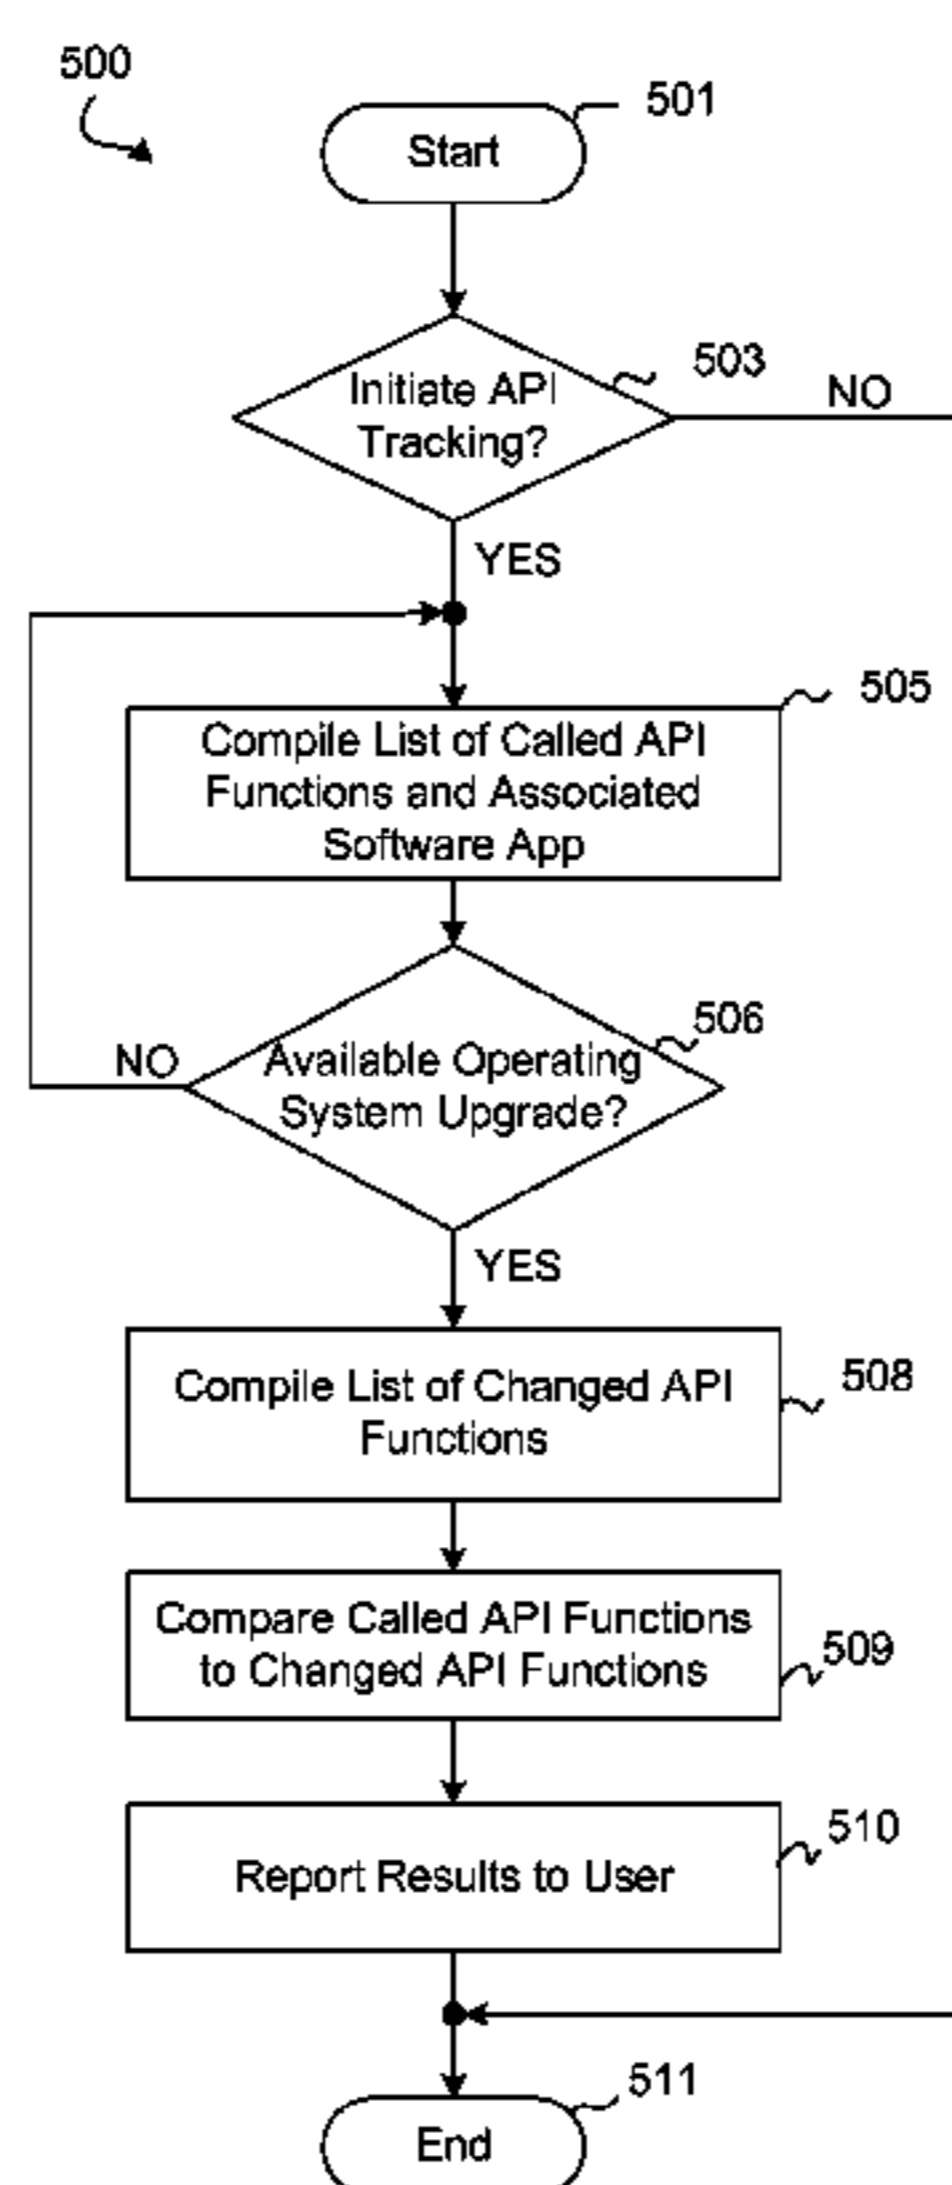 500
501
Start
503
Initiate API
Tracking?
NO
YES
505
Compile List of Called API
Functions and Associated
Software App
506
Available Operating
System Upgrade?
NO
YES
508
Compile List of Changed API
Functions
Compare Called API Functions
to Changed API Functions
509
510
Report Results to User
511
End